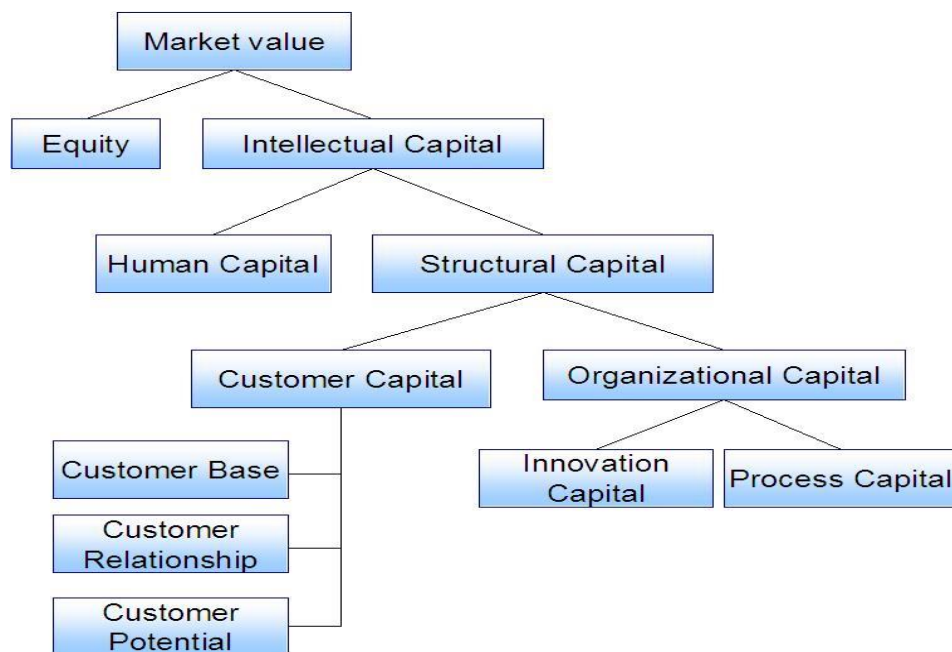 Market value
Equity
Intellectual Capital
Human Capital
Structural Capital
Customer Capital
Organizational Capital
Customer Base
Innovation
Capital
Process Capital
Customer
Relationship
Customer
Potential